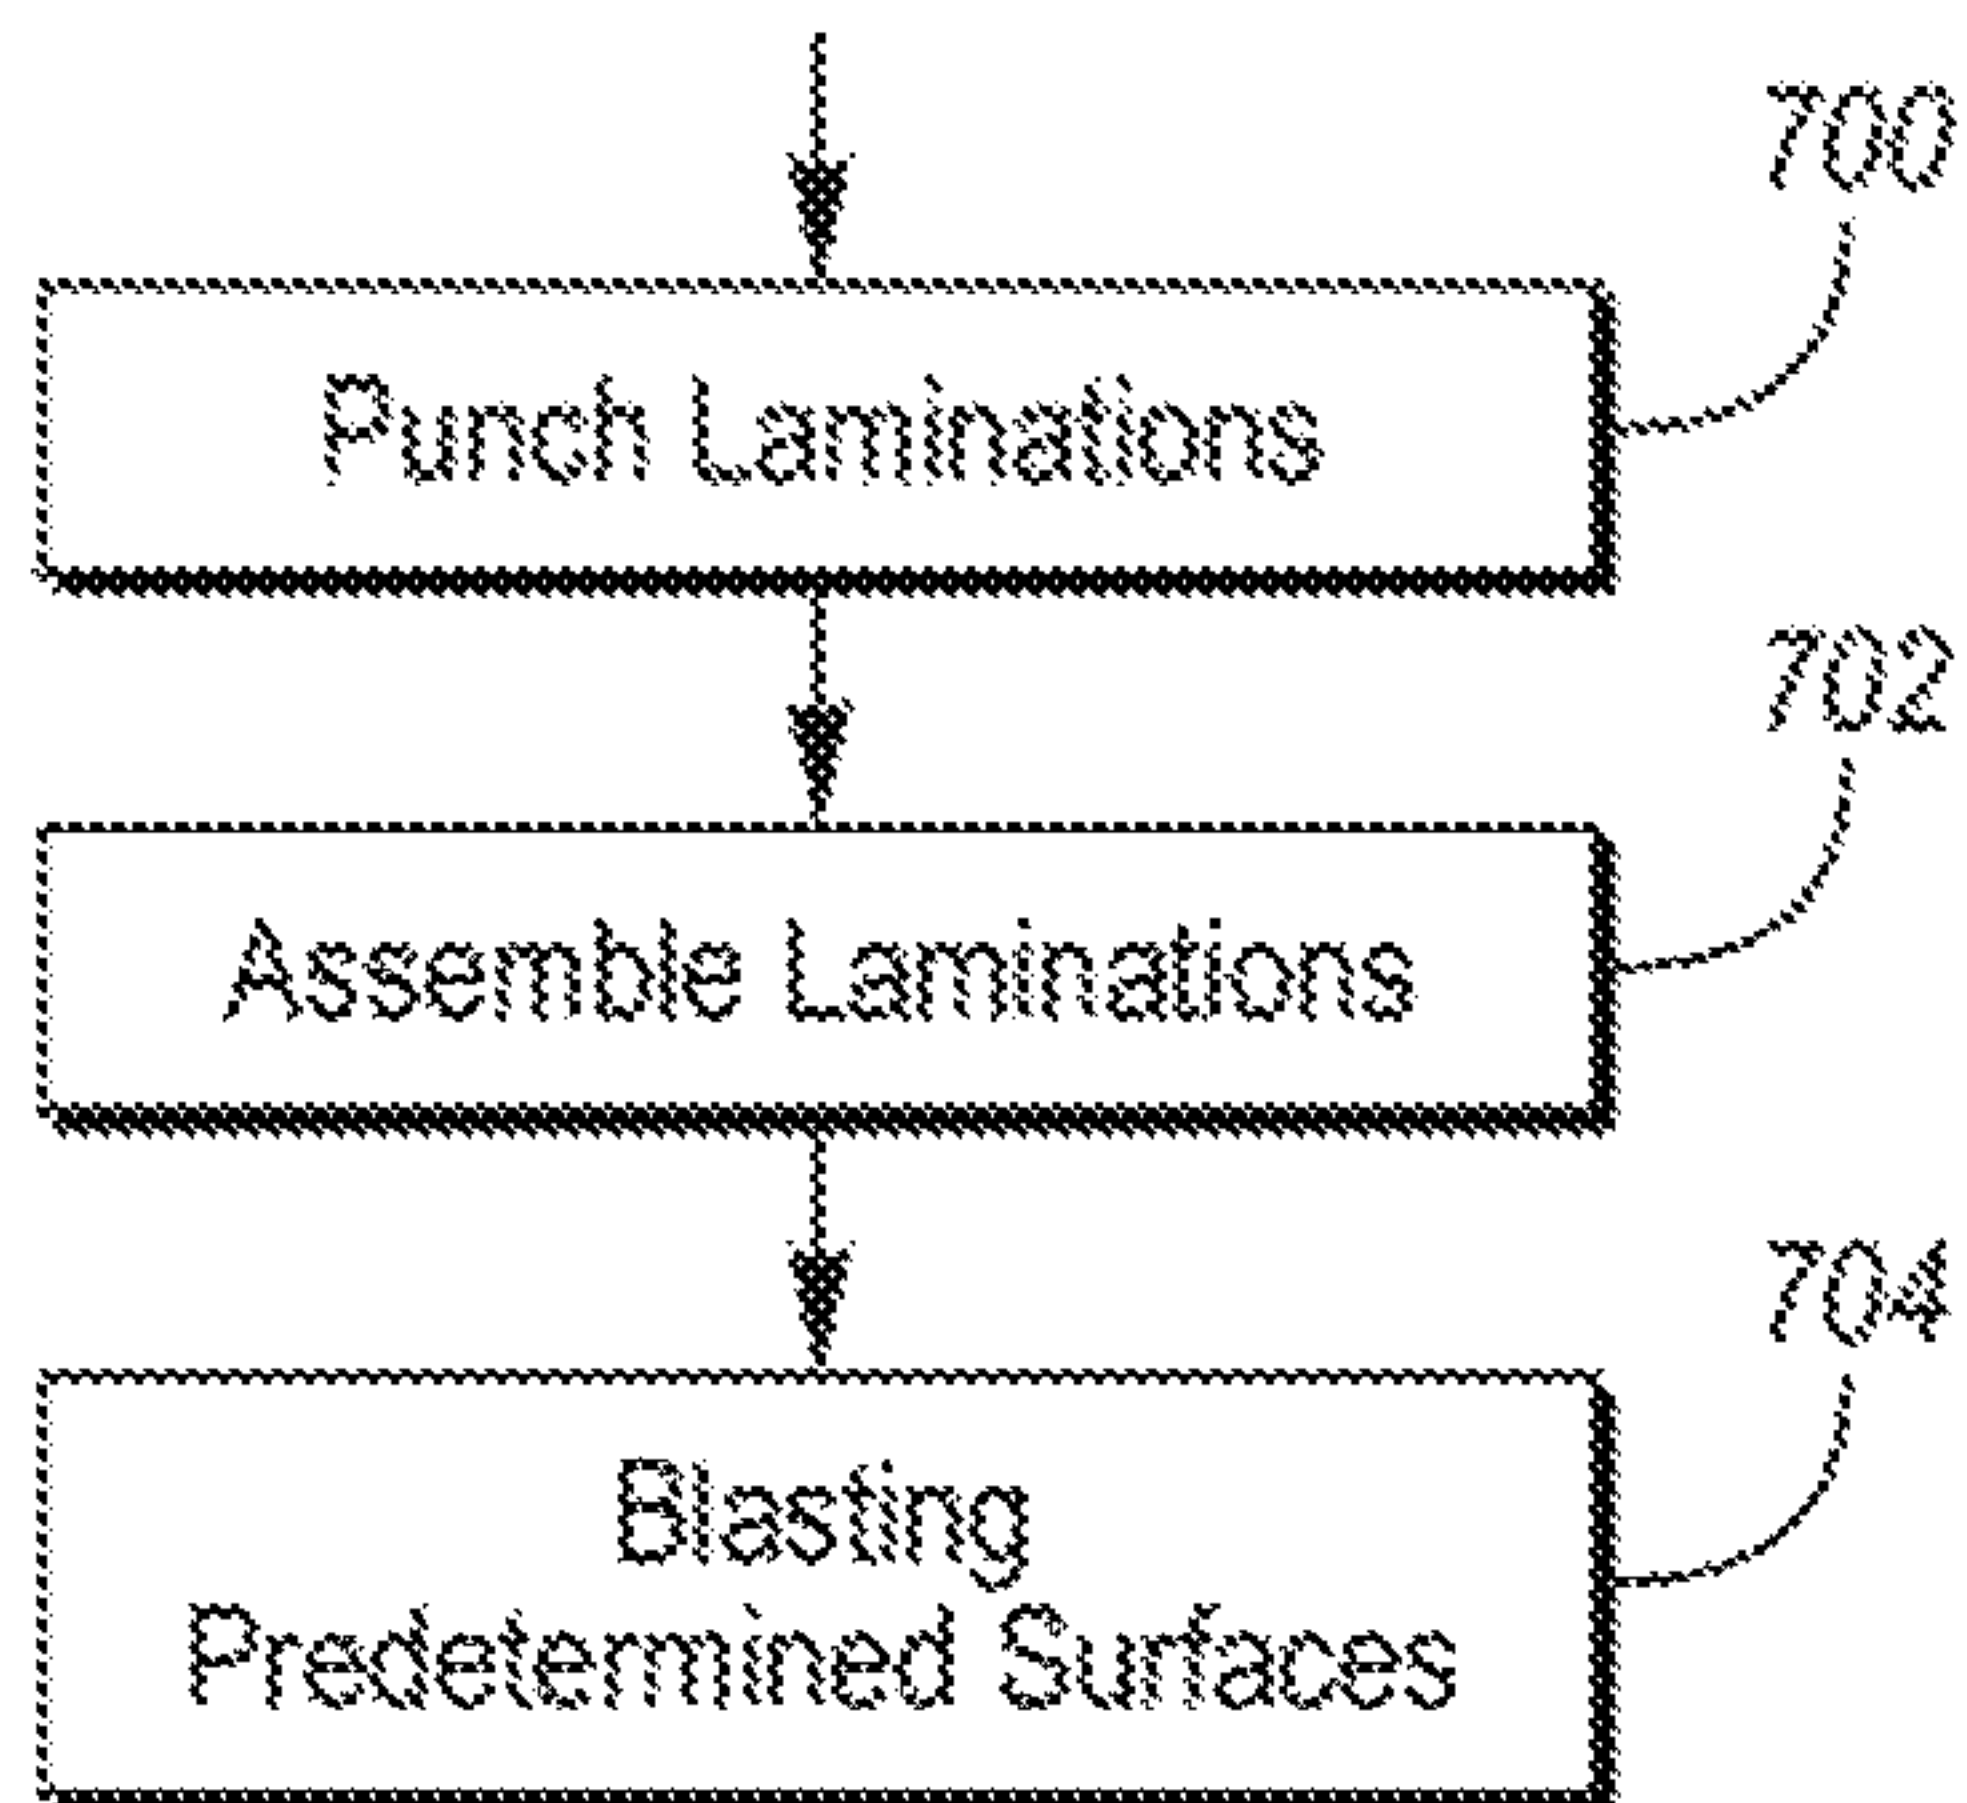 700
Punch Laminations
702
Assemble Laminations
704
Blasting
Predetermined Surfaces